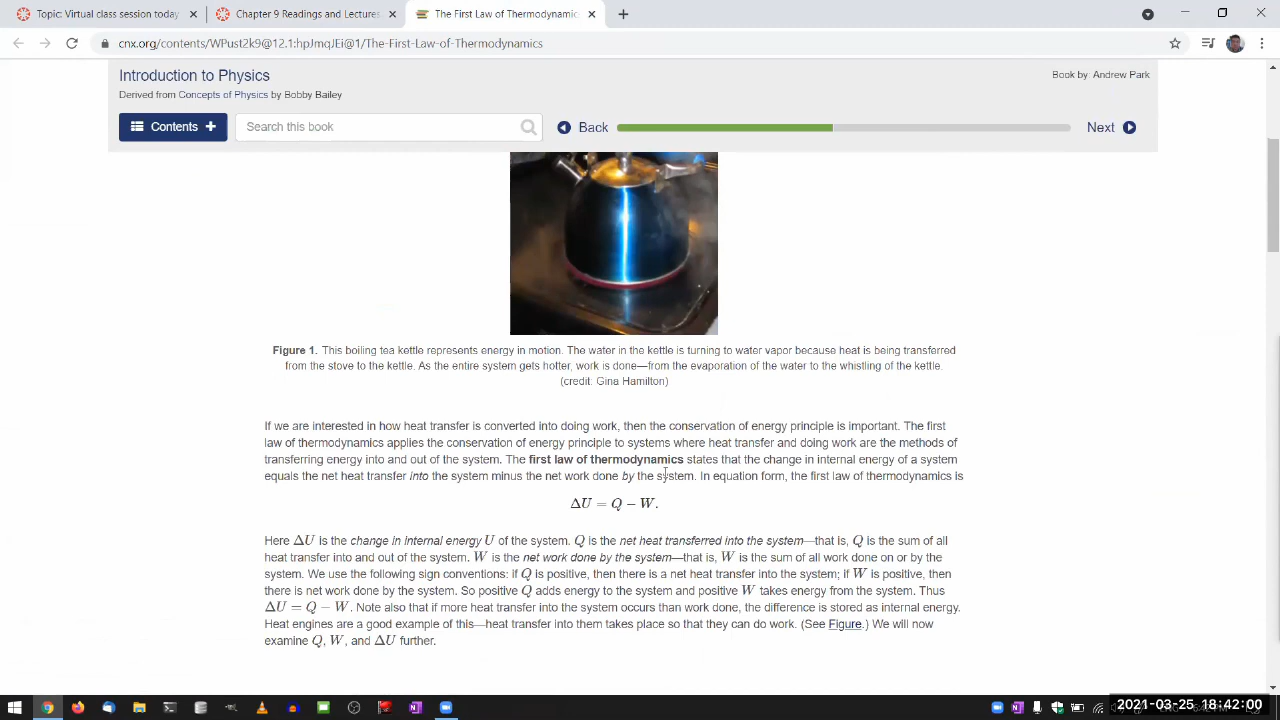 Topic: Virtual class session today
Chapter 9 Readings and Lectures
The First Law of Thermodynamics
cnx.org/contents/WPust2k9@12.1:hpJmqJEi@1/The-First-Law-of-Thermodynamics
Introduction to Physics
Book by: Andrew Park
Derived from Concepts of Physics by Bobby Bailey
Contents +
Search this book
Back
Next
Figure 1. This boiling tea kettle represents energy in motion. The water in the kettle is turning to water vapor because heat is being transferred
from the stove to the kettle. As the entire system gets hotter, work is done—from the evaporation of the water to the whistling of the kettle.
(credit: Gina Hamilton)
If we are interested in how heat transfer is converted into doing work, then the conservation of energy principle is important. The first
law of thermodynamics applies the conservation of energy principle to systems where heat transfer and doing work are the methods of
transferring energy into and out of the system. The first law of thermodynamics states that the change in internal energy of a system
equals the net heat transfer into the system minus the net work done by the system. In equation form, the first law of thermodynamics is
ΔU = Q − W.
Here ΔU is the change in internal energy U of the system. Q is the net heat transferred into the system—that is, Q is the sum of all
heat transfer into and out of the system. W is the net work done by the system—that is, W is the sum of all work done on or by the
system. We use the following sign conventions: if Q is positive, then there is a net heat transfer into the system; if W is positive, then
there is net work done by the system. So positive Q adds energy to the system and positive W takes energy from the system. Thus
ΔU = Q − W. Note also that if more heat transfer into the system occurs than work done, the difference is stored as internal energy.
Heat engines are a good example of this—heat transfer into them takes place so that they can do work. (See Figure.) We will now
examine Q, W, and ΔU further.
2021-03-25 18:42:00